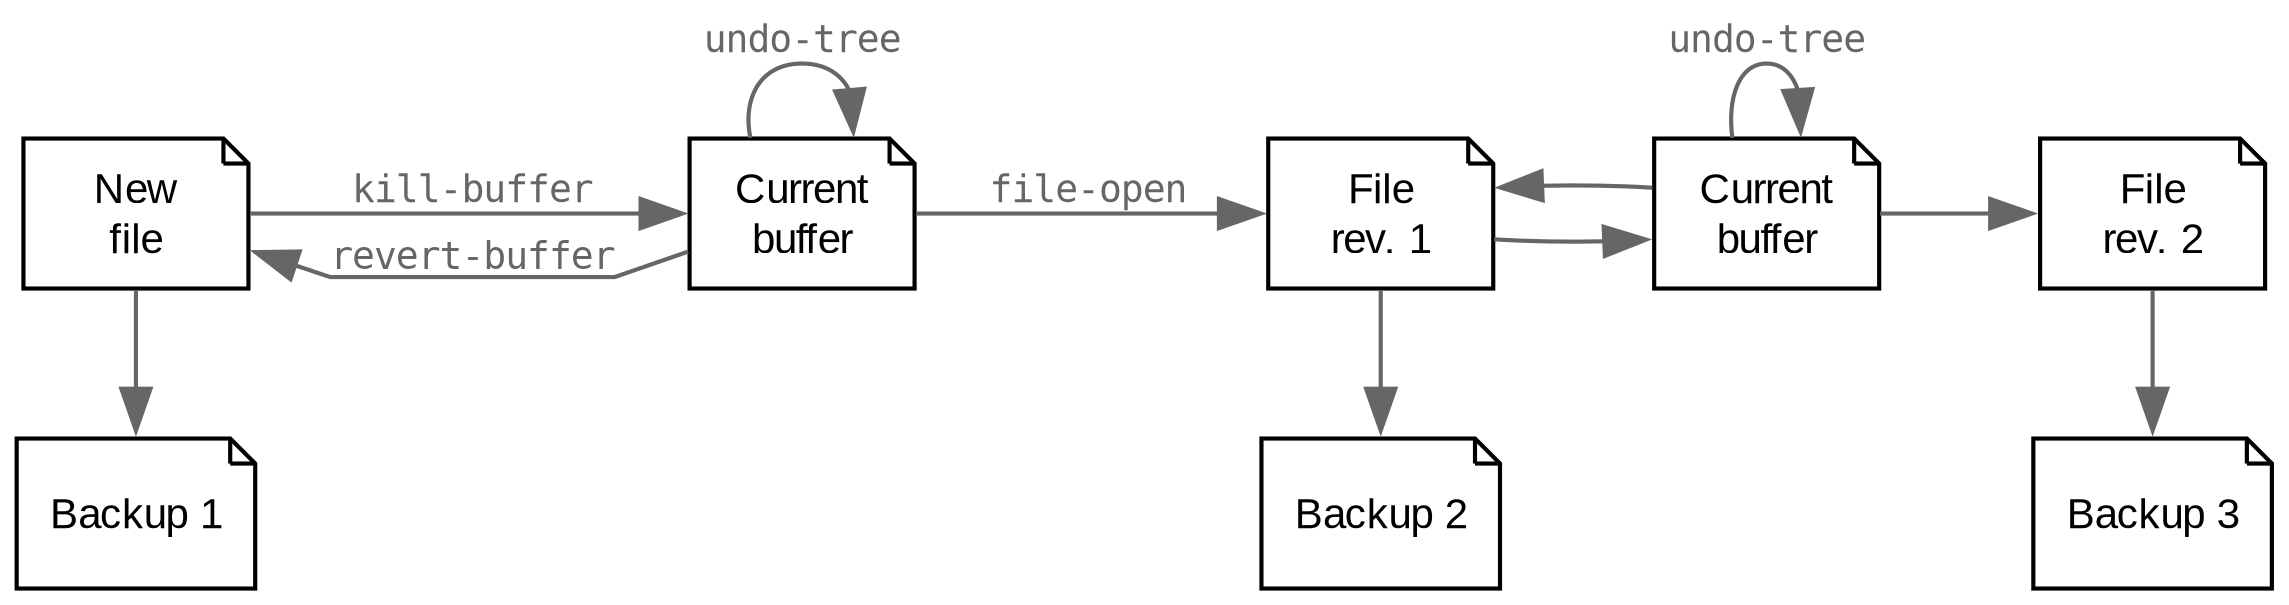 undo-tree
undo-tree
New
file
kill-buffer
revert-buffer
Current
buffer
file-open
File
rev. 1
Current
buffer
File
rev. 2
Backup 1
Backup 2
Backup 3